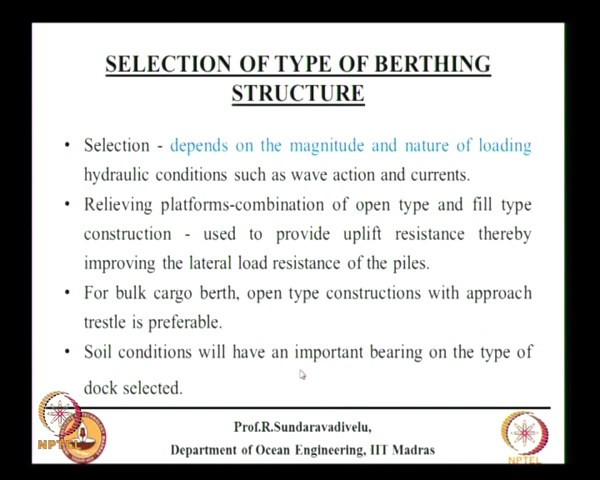 SELECTION OF TYPE OF BERTHING
STRUCTURE
• Selection - depends on the magnitude and nature of loading
hydraulic conditions such as wave action and currents.
• Relieving platforms-combination of open type and fill type
construction - used to provide uplift resistance thereby
improving the lateral load resistance of the piles.
• For bulk cargo berth, open type constructions with approach
trestle is preferable.
• Soil conditions will have an important bearing on the type of
dock selected.
Prof.R.Sundaravadivelu,
Department of Ocean Engineering, IIT Madras
NPTEL
NPTEL